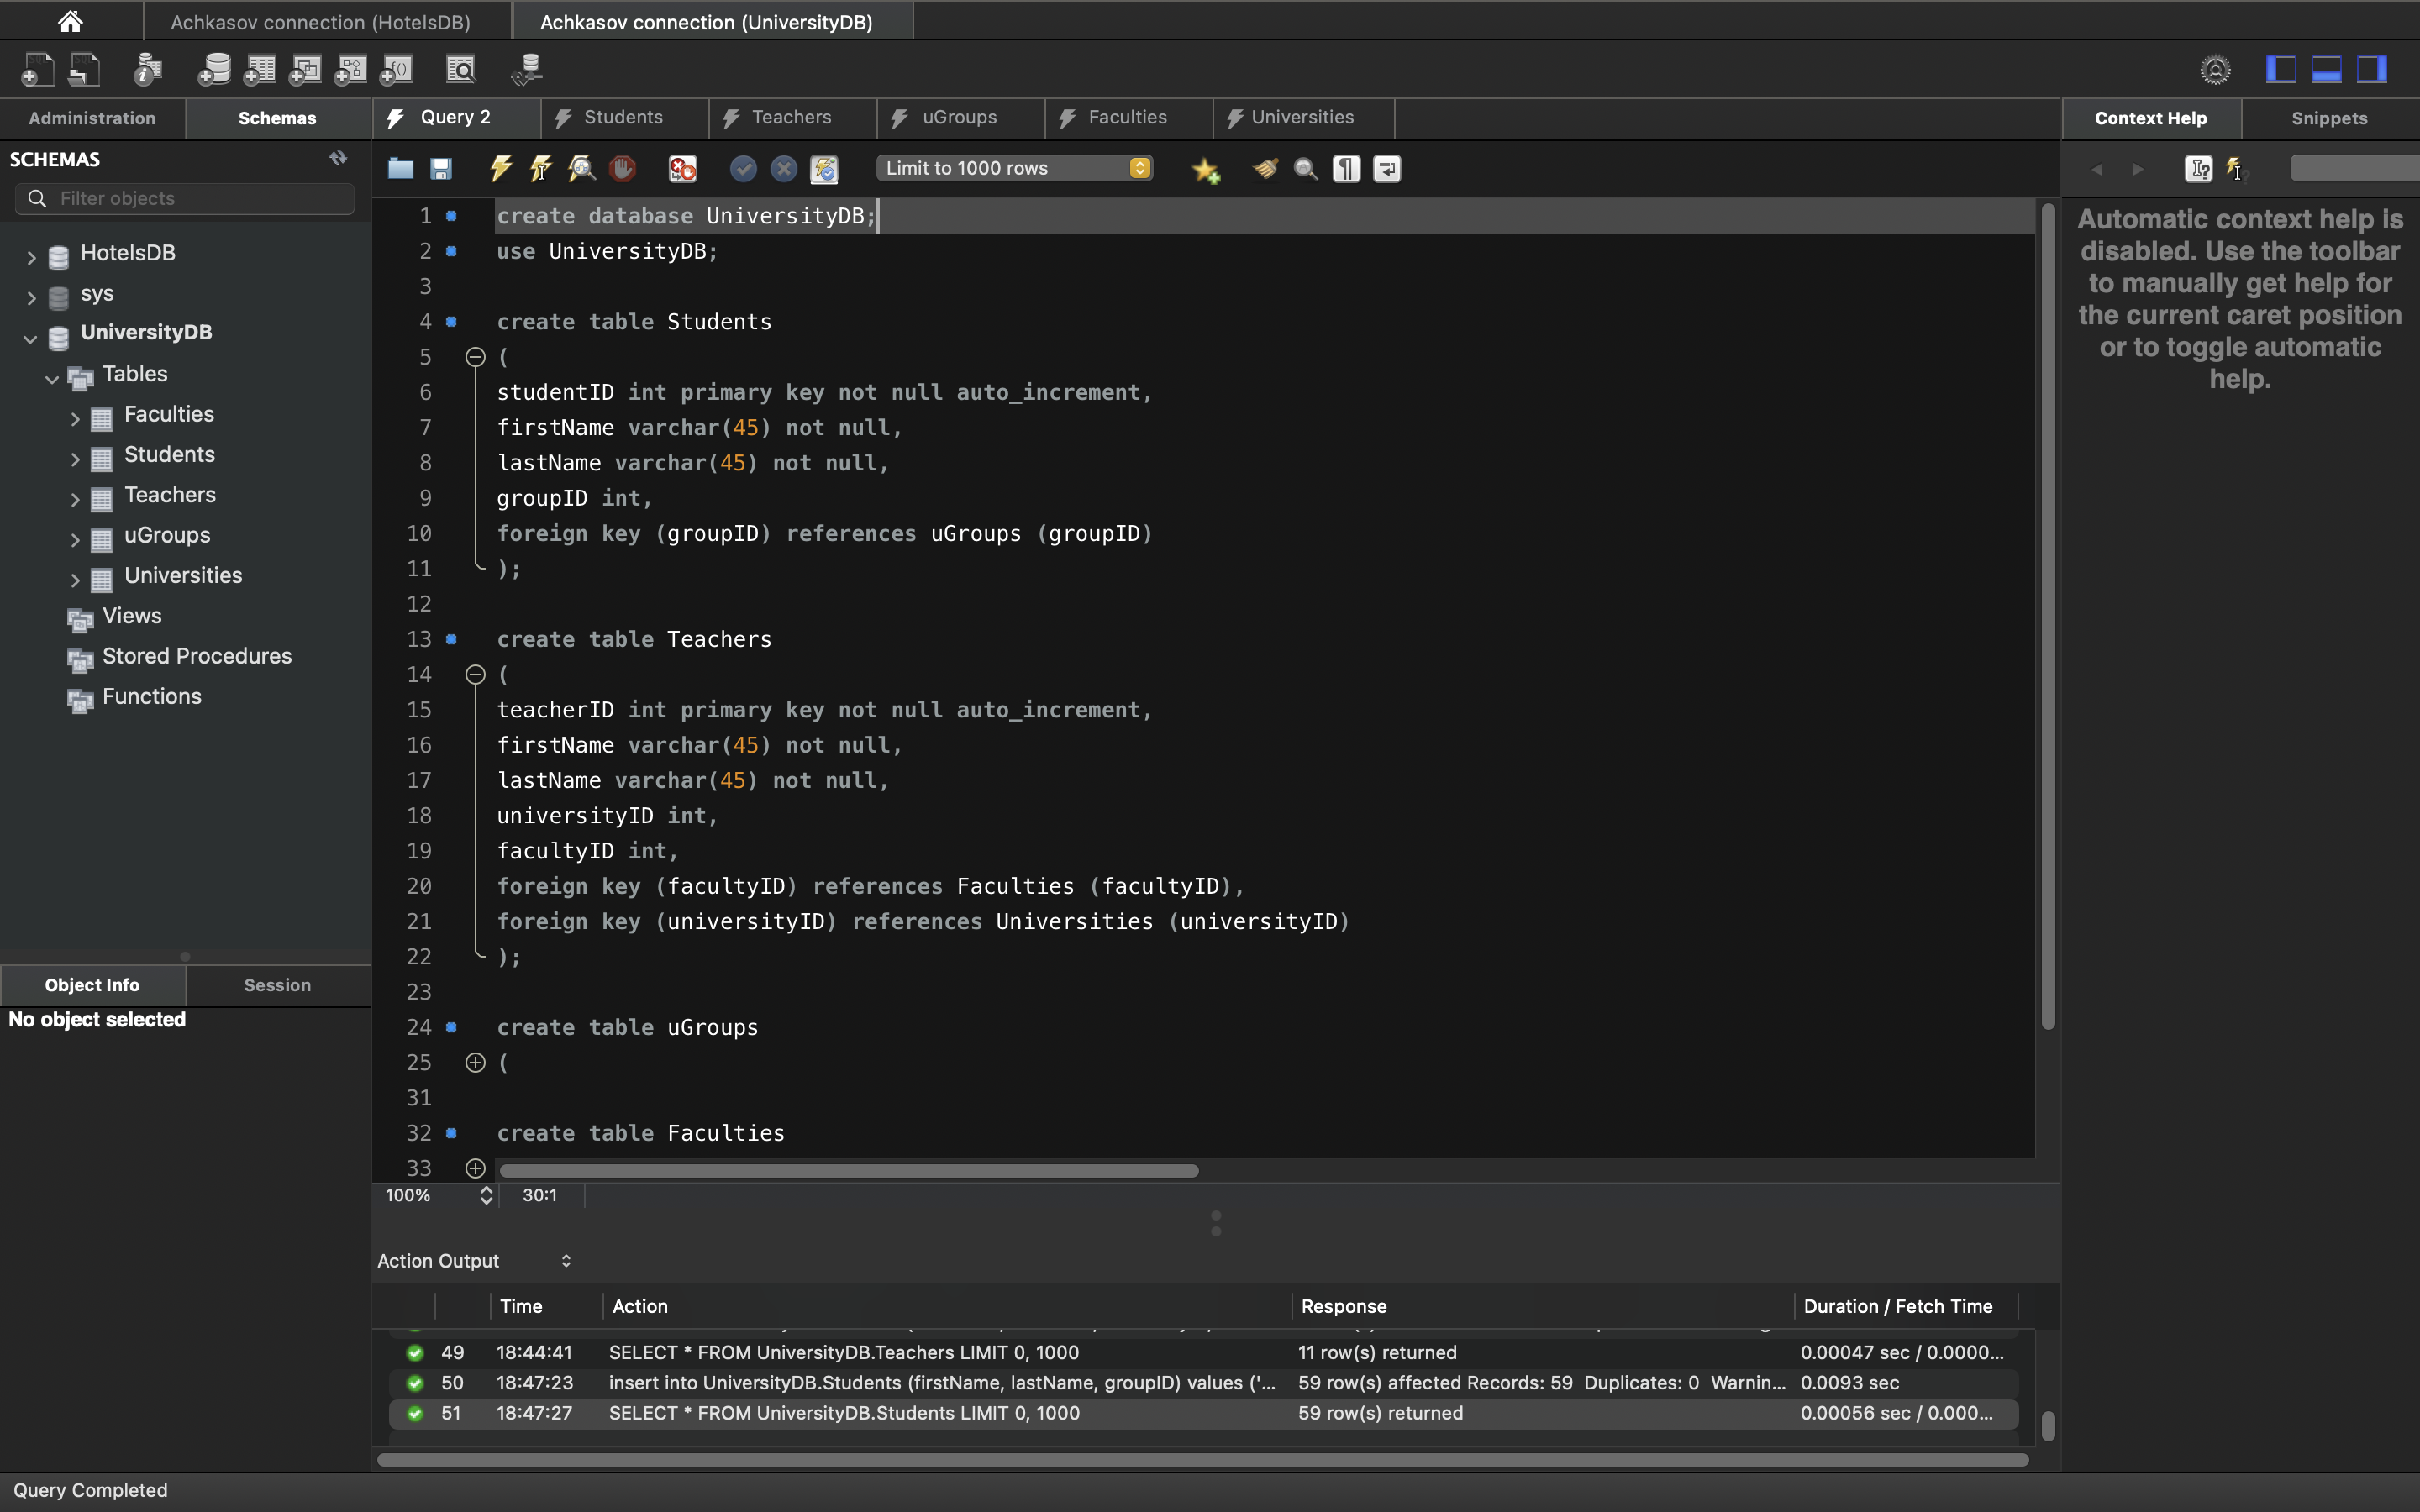 Achkasov connection (HotelsDB)
Achkasov connection (UniversityDB)
Administration
Schemas
Query 2
Students
Teachers
uGroups
Faculties
Universities
Context Help
Snippets
SCHEMAS
Limit to 1000 rows
Filter objects
HotelsDB
sys
UniversityDB
Tables
Faculties
Students
Teachers
uGroups
Universities
Views
Stored Procedures
Functions
Object Info
Session
No object selected
1 create database UniversityDB;
2 use UniversityDB;
3
4 create table Students
5 (
6 studentID int primary key not null auto_increment,
7 firstName varchar(45) not null,
8 lastName varchar(45) not null,
9 groupID int,
10 foreign key (groupID) references uGroups (groupID)
11 );
12
13 create table Teachers
14 (
15 teacherID int primary key not null auto_increment,
16 firstName varchar(45) not null,
17 lastName varchar(45) not null,
18 universityID int,
19 facultyID int,
20 foreign key (facultyID) references Faculties (facultyID),
21 foreign key (universityID) references Universities (universityID)
22 );
23
24 create table uGroups
25 (
31
32 create table Faculties
33
100% 30:1
Automatic context help is
disabled. Use the toolbar
to manually get help for
the current caret position
or to toggle automatic
help.
Action Output
Time Action Response Duration / Fetch Time
49 18:44:41 SELECT * FROM UniversityDB.Teachers LIMIT 0, 1000 11 row(s) returned 0.00047 sec / 0.0000...
50 18:47:23 insert into UniversityDB.Students (firstName, lastName, groupID) values ('... 59 row(s) affected Records: 59 Duplicates: 0 Warnin... 0.0093 sec
51 18:47:27 SELECT * FROM UniversityDB.Students LIMIT 0, 1000 59 row(s) returned 0.00056 sec / 0.000...
Query Completed